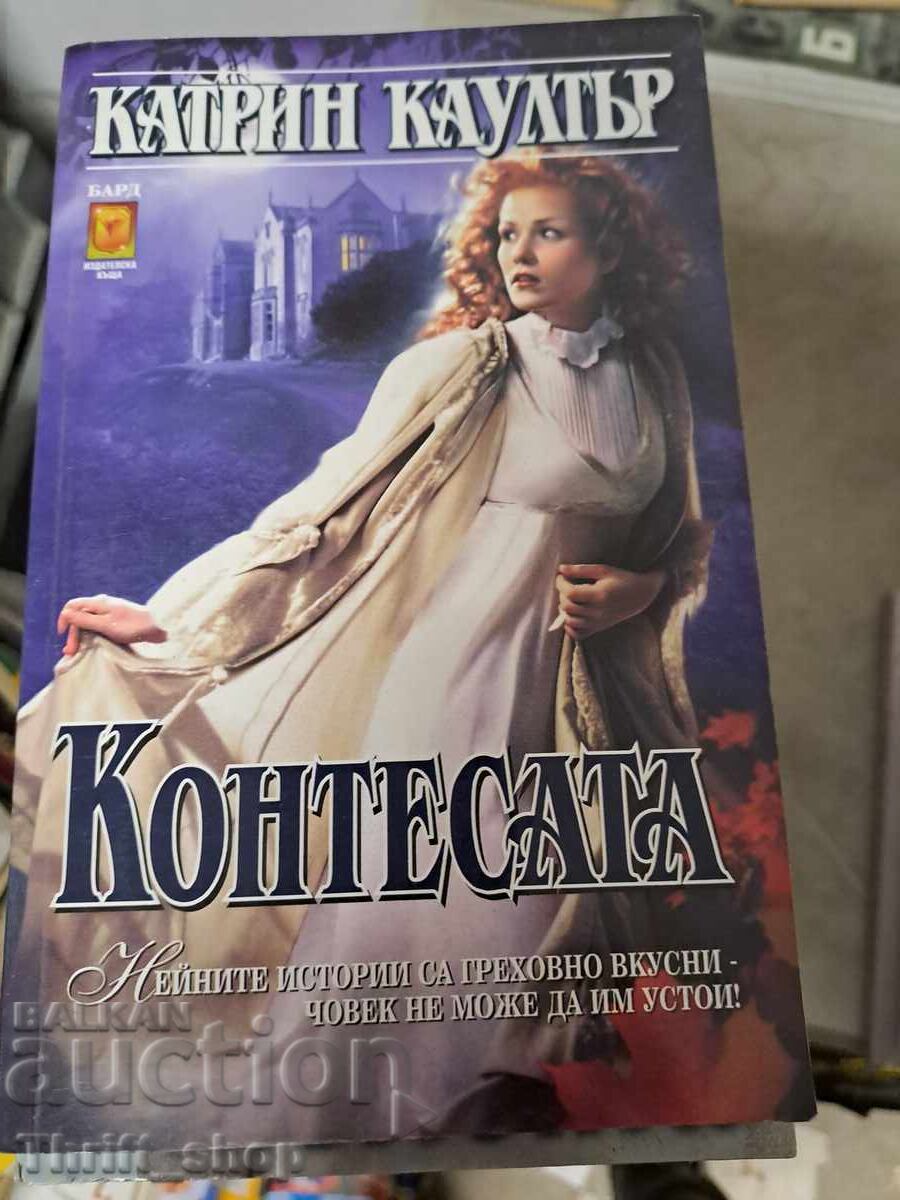 С Б
КАТРИН КАУЛТЪР
БАРД
ИЗДАТЕЛСКА
КЪЩА
КОНТЕСАТА
НЕЙНИТЕ ИСТОРИИ СА ГРЕХОВНО ВКУСНИ -
ЧОВЕК НЕ МОЖЕ ДА ИМ УСТОИ!
BALKAN
auction
Thrift_shop